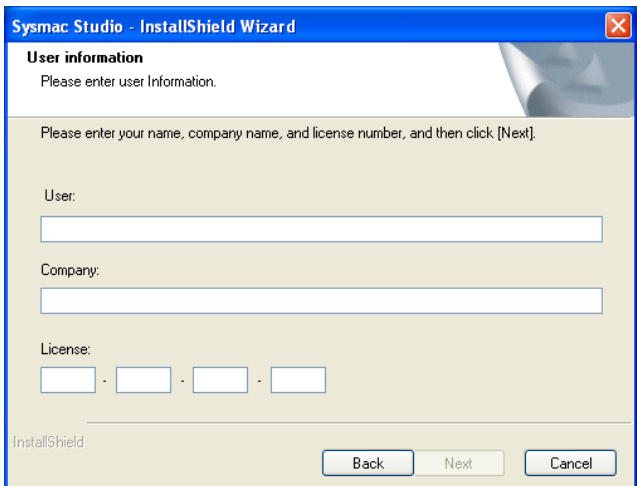 Sysmac Studio - InstallShield Wizard
User information
Please enter user Information.
Please enter your name, company name, and license number, and then click [Next].
User:
Company:
License:
- - -
InstallShield
Back Next Cancel